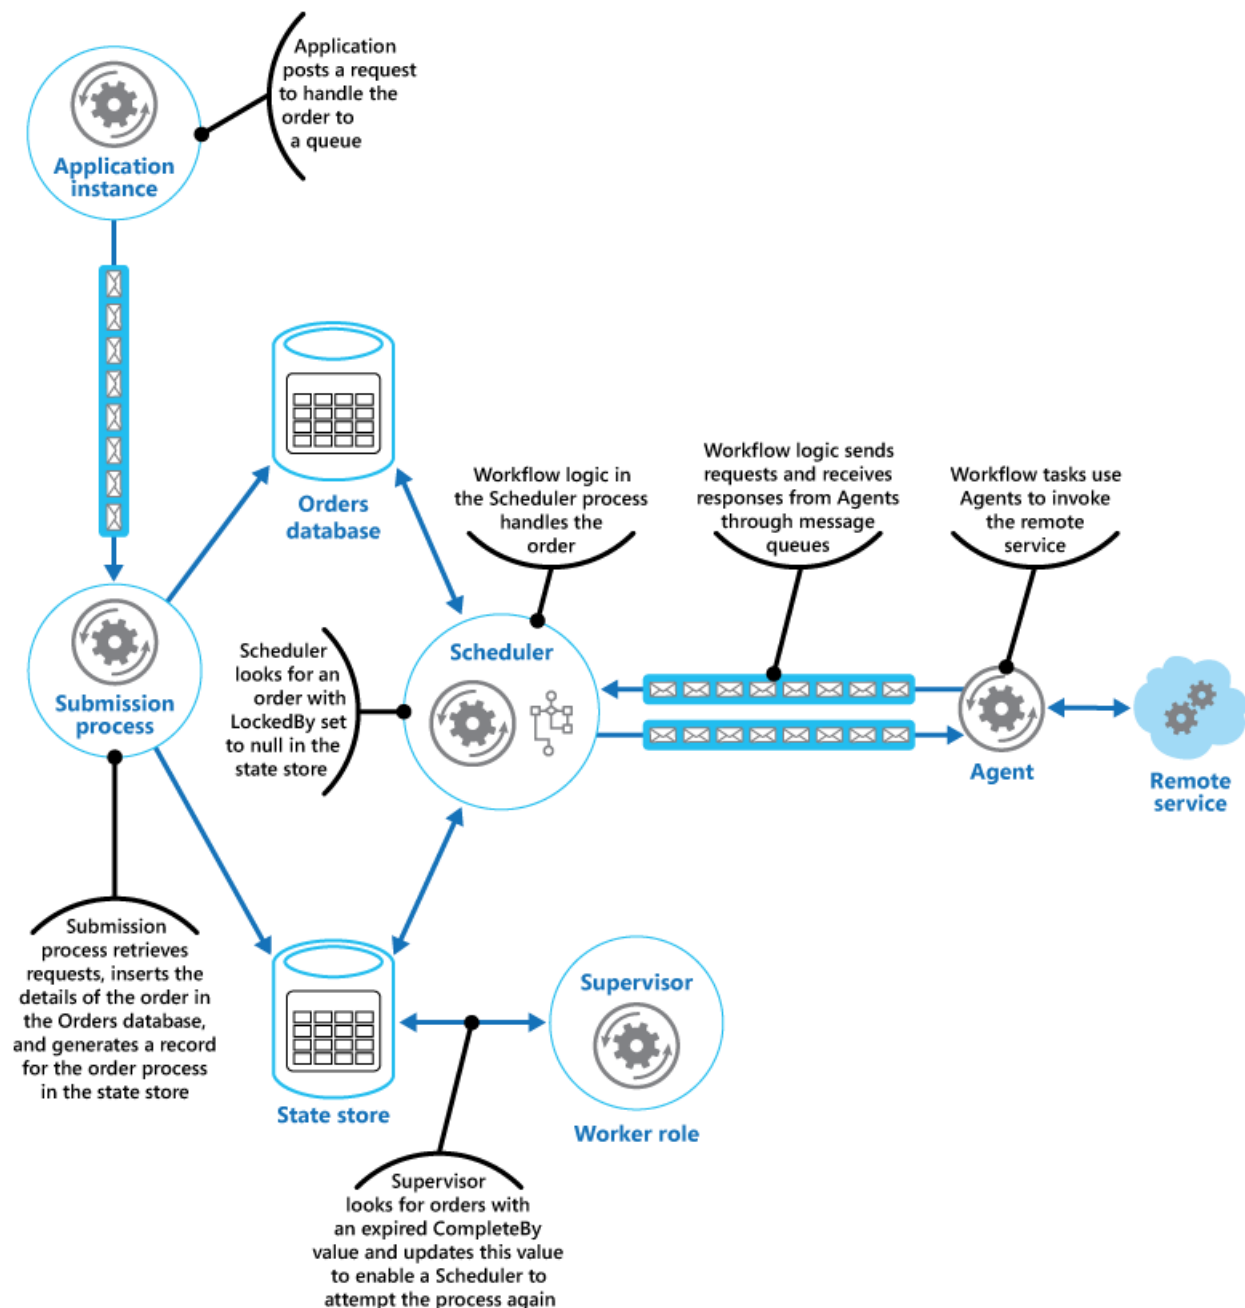 Application
posts a request
to handle the
order to
a queue
Application
instance
Orders
database
Workflow logic in
the Scheduler process
handles the
order
Workflow logic sends
requests and receives
responses from Agents
through message
queues
Workflow tasks use
Agents to invoke
the remote
service
Submission
process
Scheduler
looks for an
order with
LockedBy set
to null in the
state store
Scheduler
Agent
Remote
service
Submission
process retrieves
requests, inserts the
details of the order in
the Orders database,
and generates a record
for the order process
in the state store
State store
Supervisor
Worker role
Supervisor
looks for orders with
an expired CompleteBy
value and updates this value
to enable a Scheduler to
attempt the process again